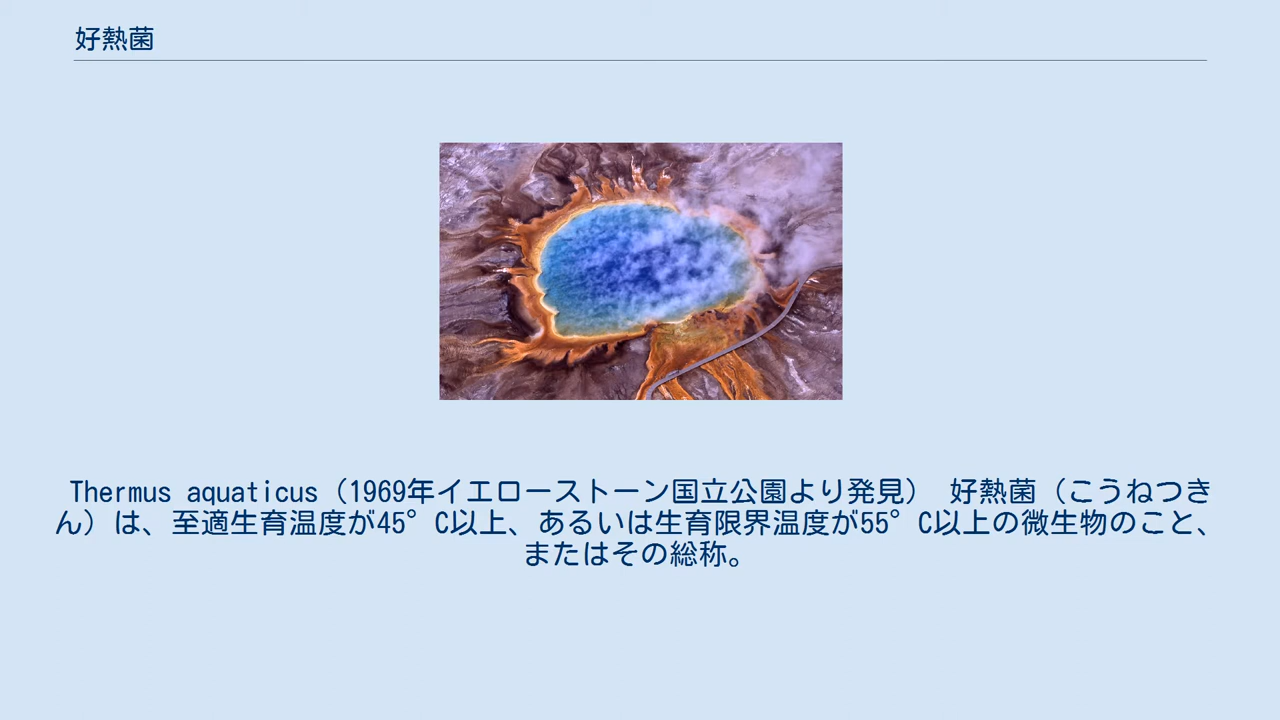 好熱菌
Thermus aquaticus（1969年イエローストーン国立公園より発見） 好熱菌（こうねつき
ん）は、至適生育温度が45°C以上、あるいは生育限界温度が55°C以上の微生物のこと、
またはその総称。